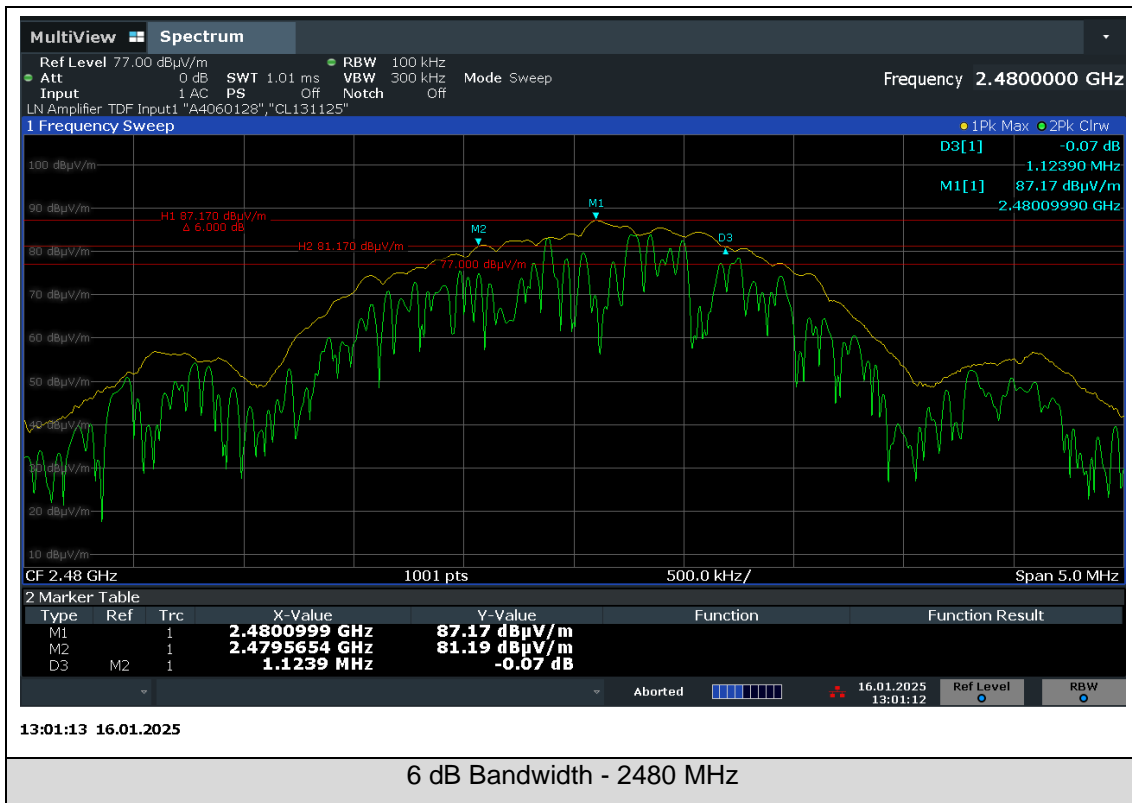 MultiView Spectrum
Ref Level 77.00 dBµV/m RBW 100 kHz
Att 0 dB SWT 1.01 ms VBW 300 kHz Mode Sweep Frequency 2.4800000 GHz
Input 1 AC PS Off Notch Off
LN Amplifier TDF Input1 "A4060128","CL131125"
1 Frequency Sweep 1Pk Max 2Pk Clrw
D3[1] -0.07 dB
1.12390 MHz
M1[1] 87.17 dBµV/m
2.48009990 GHz
100 dBµV/m
90 dBµV/m
M1
H1 87.170 dBµV/m
Δ 6.000 dB
M2
D3
H2 81.170 dBµV/m
80 dBµV/m
77.000 dBµV/m
70 dBµV/m
60 dBµV/m
50 dBµV/m
40 dBµV/m
30 dBµV/m
20 dBµV/m
10 dBµV/m
CF 2.48 GHz 1001 pts 500.0 kHz/ Span 5.0 MHz
2 Marker Table
Type Ref Trc X-Value Y-Value Function Function Result
M1 1 2.4800999 GHz 87.17 dBµV/m
M2 1 2.4795654 GHz 81.19 dBµV/m
D3 M2 1 1.1239 MHz -0.07 dB
Aborted 16.01.2025 Ref Level RBW
13:01:12
13:01:13 16.01.2025
6 dB Bandwidth - 2480 MHz